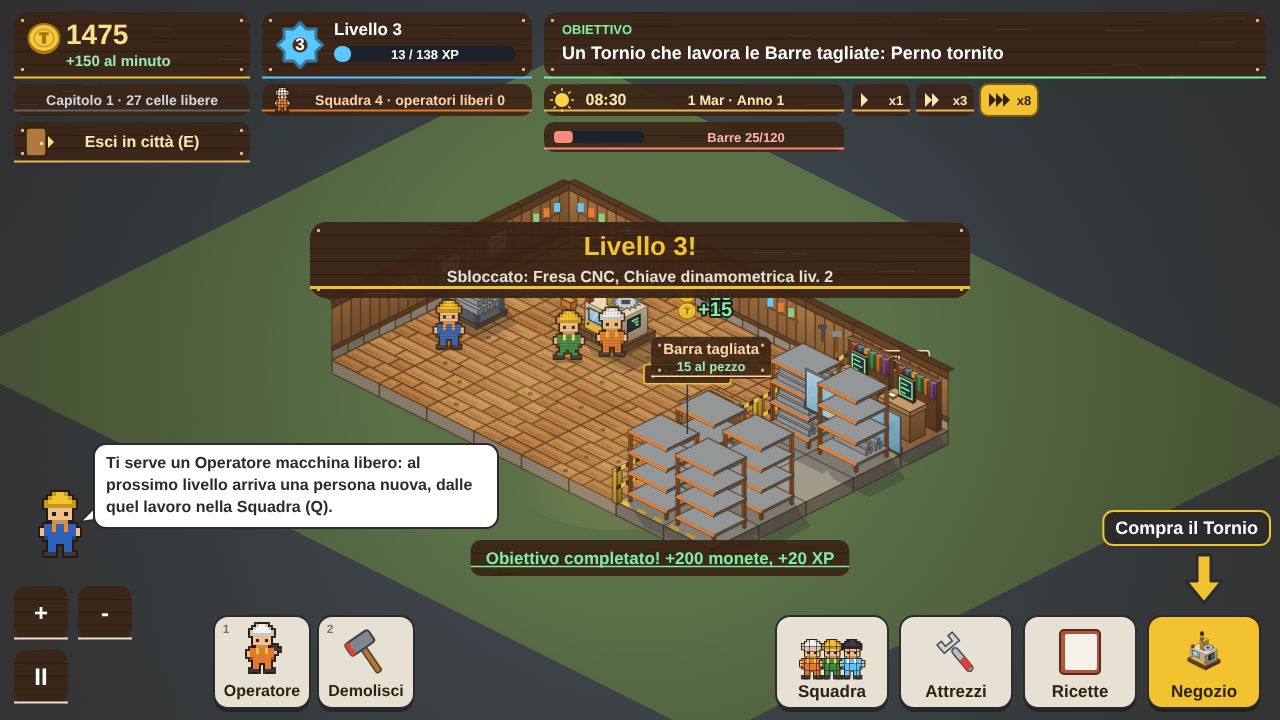 1475
+150 al minuto
3
Livello 3
13 / 138 XP
OBIETTIVO
Un Tornio che lavora le Barre tagliate: Perno tornito
Capitolo 1 · 27 celle libere
Squadra 4 · operatori liberi 0
08:30
1 Mar · Anno 1
x1
x3
x8
Esci in città (E)
Barre 25/120
Livello 3!
Sbloccato: Fresa CNC, Chiave dinamometrica liv. 2
+15
Barra tagliata
15 al pezzo
Ti serve un Operatore macchina libero: al
prossimo livello arriva una persona nuova, dalle
quel lavoro nella Squadra (Q).
Compra il Tornio
Obiettivo completato! +200 monete, +20 XP
+
-
II
1
Operatore
2
Demolisci
Squadra
Attrezzi
Ricette
Negozio